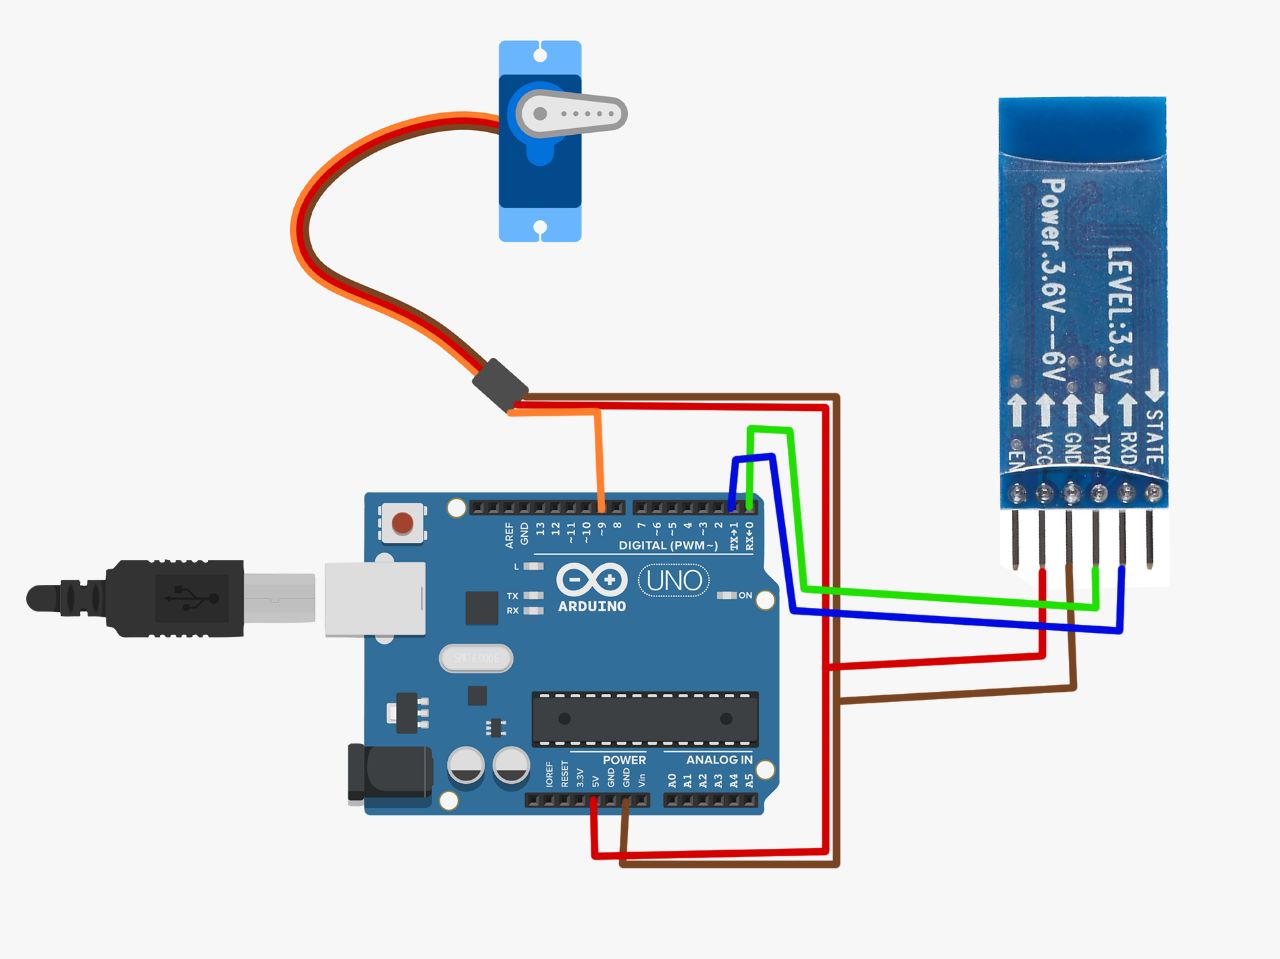 Power.3.6V--6V
LEVEL:3.3V
EN
VCC
GND
TXD
RXD
STATE
AREF
GND
13
12
~11
~10
~9
8
7
~6
~5
4
~3
2
TX→1
RX←0
DIGITAL (PWM~)
L
TX
RX
ARDUINO
UNO
ON
POWER
ANALOG IN
IOREF
RESET
3.3V
5V
GND
GND
Vin
A0
A1
A2
A3
A4
A5